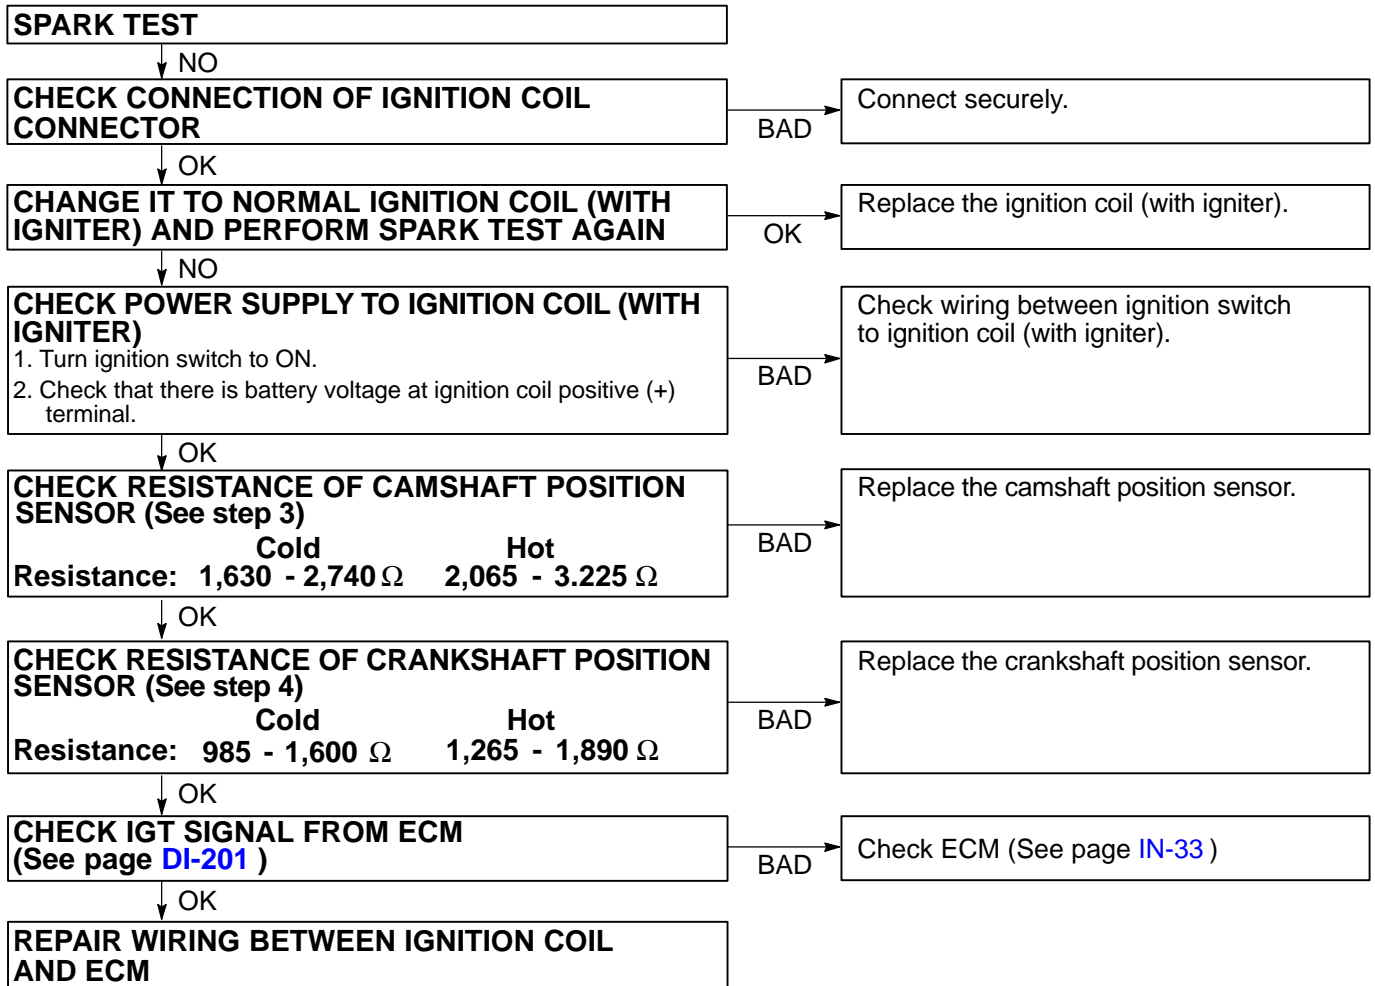 SPARK TEST
NO
CHECK CONNECTION OF IGNITION COIL
CONNECTOR
BAD
Connect securely.
OK
CHANGE IT TO NORMAL IGNITION COIL (WITH
IGNITER) AND PERFORM SPARK TEST AGAIN
OK
Replace the ignition coil (with igniter).
NO
CHECK POWER SUPPLY TO IGNITION COIL (WITH
IGNITER)
1. Turn ignition switch to ON.
2. Check that there is battery voltage at ignition coil positive (+)
terminal.
BAD
Check wiring between ignition switch
to ignition coil (with igniter).
OK
CHECK RESISTANCE OF CAMSHAFT POSITION
SENSOR (See step 3)
Cold Hot
Resistance: 1,630 - 2,740 Ω 2,065 - 3.225 Ω
BAD
Replace the camshaft position sensor.
OK
CHECK RESISTANCE OF CRANKSHAFT POSITION
SENSOR (See step 4)
Cold Hot
Resistance: 985 - 1,600 Ω 1,265 - 1,890 Ω
BAD
Replace the crankshaft position sensor.
OK
CHECK IGT SIGNAL FROM ECM
(See page DI-201 )
BAD
Check ECM (See page IN-33 )
OK
REPAIR WIRING BETWEEN IGNITION COIL
AND ECM